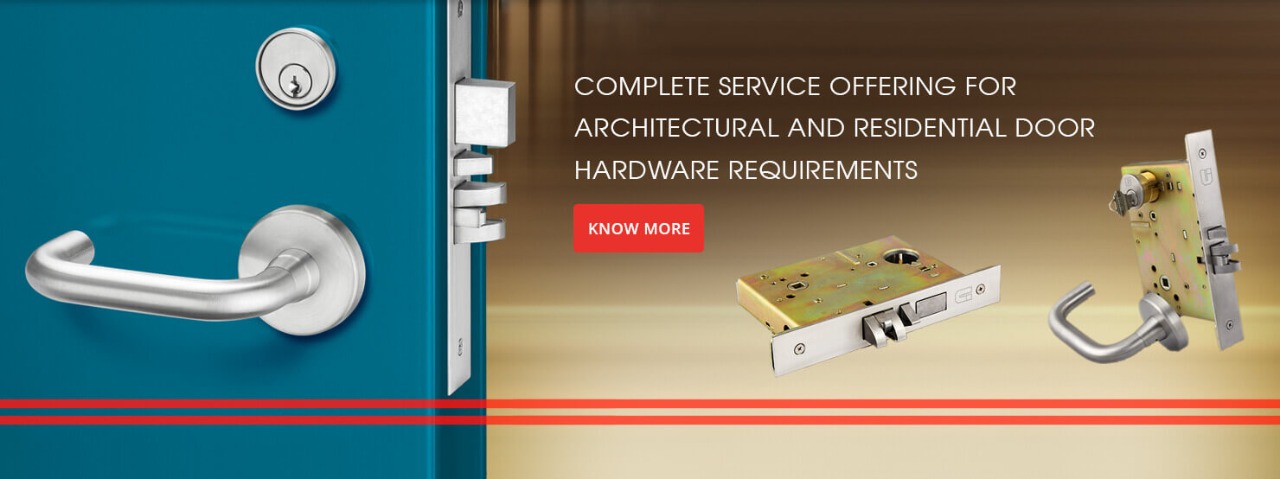 COMPLETE SERVICE OFFERING FOR
ARCHITECTURAL AND RESIDENTIAL DOOR
HARDWARE REQUIREMENTS
KNOW MORE